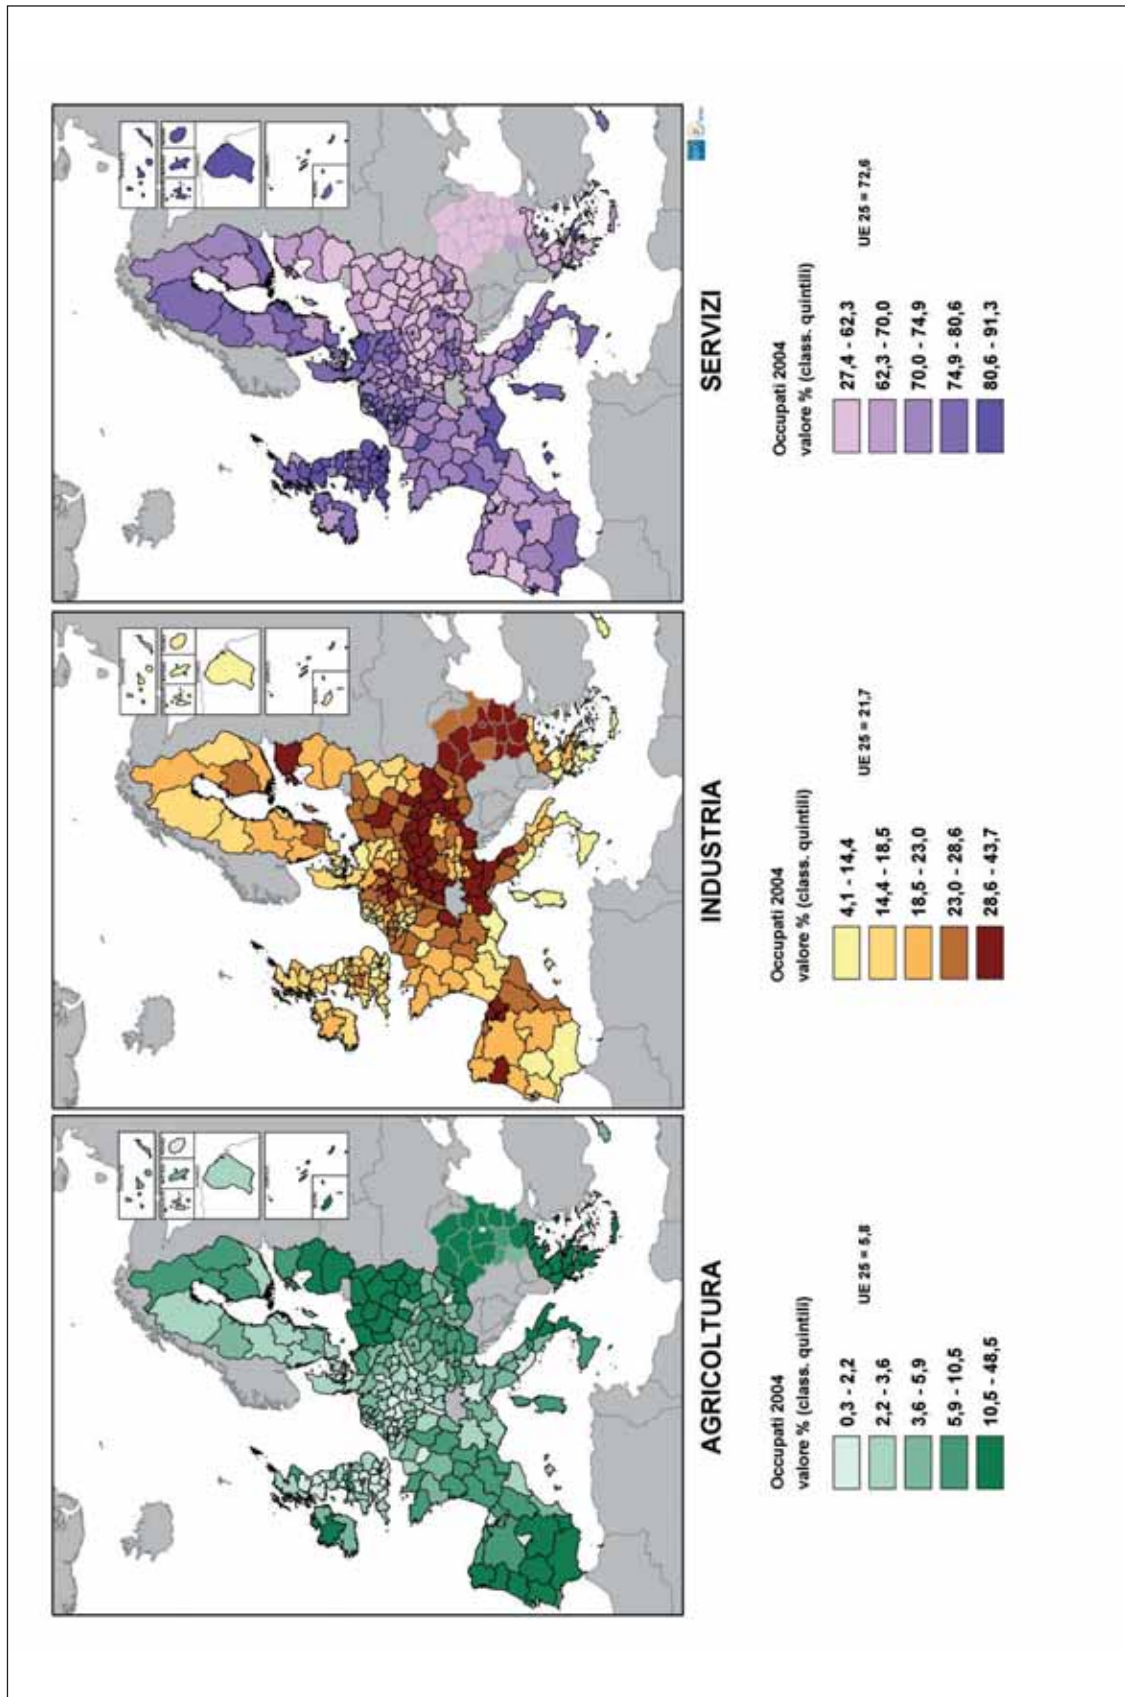 AGRICOLTURA
Occupati 2004
valore % (class. quintili)
0,3 - 2,2
2,2 - 3,6
3,6 - 5,9
5,9 - 10,5
10,5 - 48,5
UE 25 = 5,8
INDUSTRIA
Occupati 2004
valore % (class. quintili)
4,1 - 14,4
14,4 - 18,5
18,5 - 23,0
23,0 - 28,6
28,6 - 43,7
UE 25 = 21,7
SERVIZI
Occupati 2004
valore % (class. quintili)
27,4 - 62,3
62,3 - 70,0
70,0 - 74,9
74,9 - 80,6
80,6 - 91,3
UE 25 = 72,6